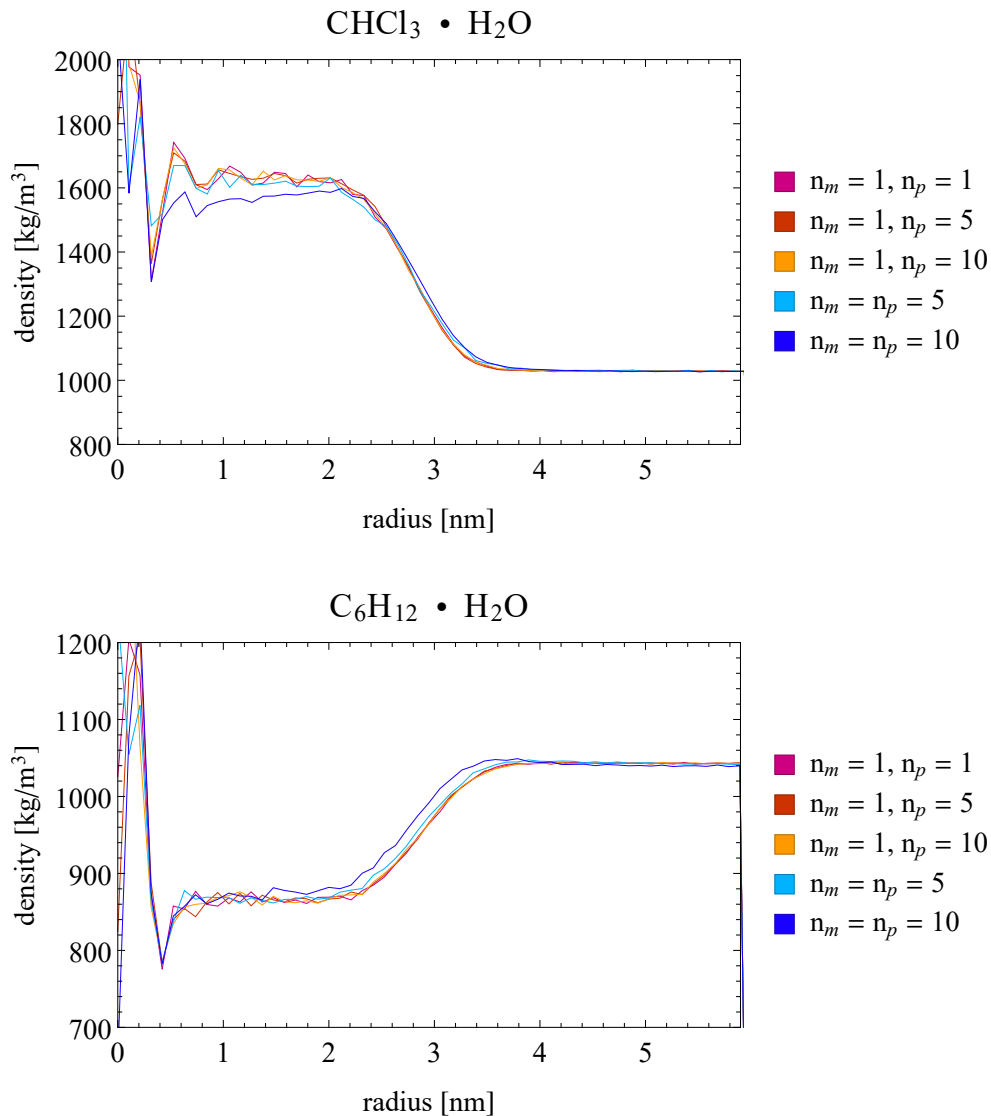 CHCl₃ • H₂O
density [kg/m³]
2000
1800
1600
1400
1200
1000
800
0 1 2 3 4 5
radius [nm]
nₘ = 1, nₚ = 1
nₘ = 1, nₚ = 5
nₘ = 1, nₚ = 10
nₘ = nₚ = 5
nₘ = nₚ = 10
C₆H₁₂ • H₂O
density [kg/m³]
1200
1100
1000
900
800
700
0 1 2 3 4 5
radius [nm]
nₘ = 1, nₚ = 1
nₘ = 1, nₚ = 5
nₘ = 1, nₚ = 10
nₘ = nₚ = 5
nₘ = nₚ = 10